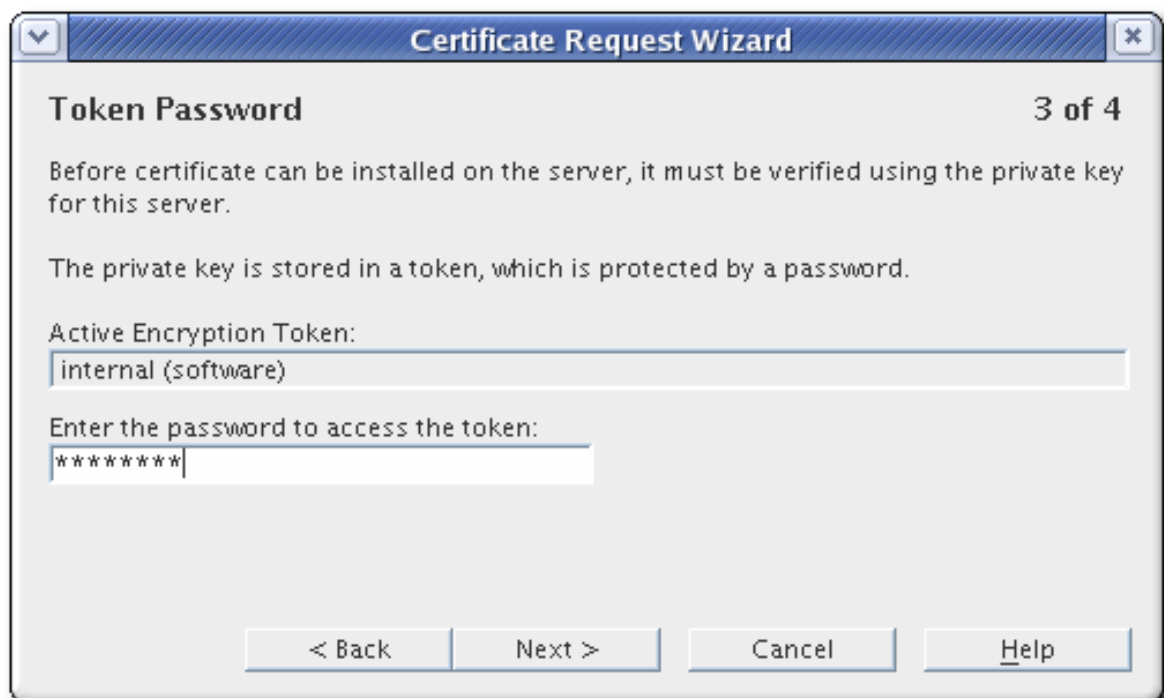 Certificate Request Wizard
Token Password
3 of 4
Before certificate can be installed on the server, it must be verified using the private key
for this server.
The private key is stored in a token, which is protected by a password.
Active Encryption Token:
internal (software)
Enter the password to access the token:
********
< Back
Next >
Cancel
Help